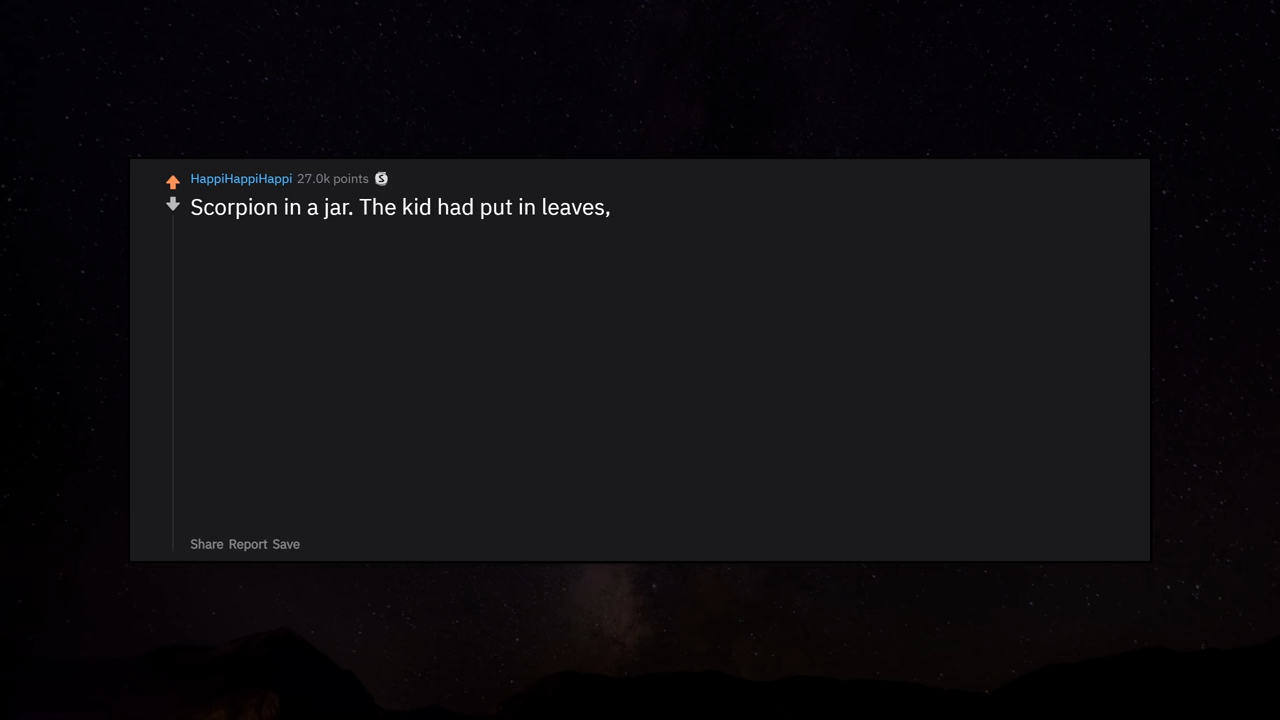 HappiHappiHappi 27.0k points
Scorpion in a jar. The kid had put in leaves,
Share Report Save